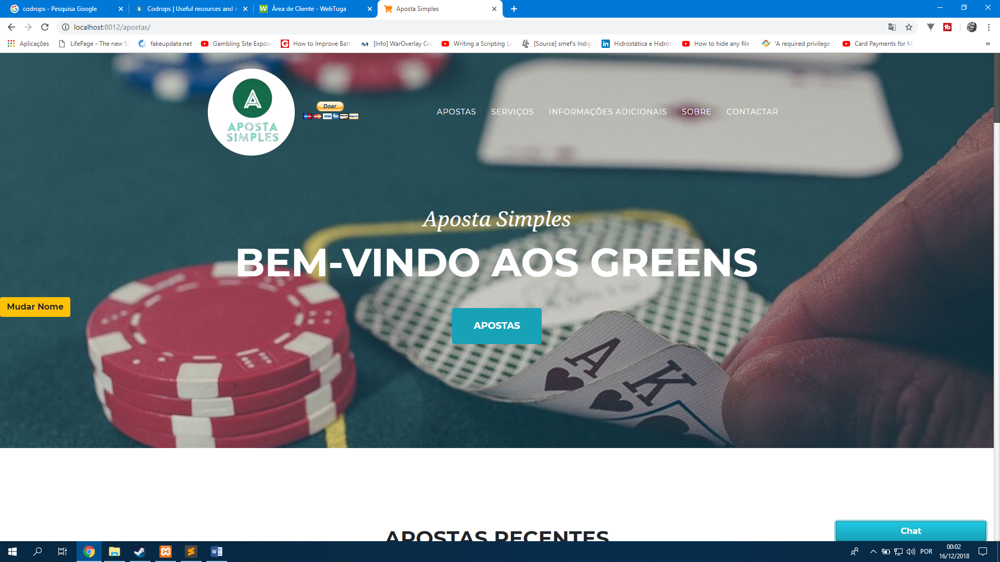 codrops - Pesquisa Google
Codrops | Useful resources and in
Área de Cliente - WebTuga
Aposta Simples
localhost:8012/apostas/
Aplicações
LifePage - The new Sc
fakeupdate.net
Gambling Site Expose
How to Improve Batt
[Info] WarOverlay Cra
Writing a Scripting La
[Source] smef's Indig
Hidrostática e Hidrod
How to hide any file i
'A required privilege
Card Payments for M
»
A
APOSTA
SIMPLES
Doar
APOSTAS
SERVIÇOS
INFORMAÇÕES ADICIONAIS
SOBRE
CONTACTAR
Aposta Simples
BEM-VINDO AOS GREENS
Mudar Nome
APOSTAS
A
K
APOSTAS RECENTES
Chat
POR
00:02
16/12/2018